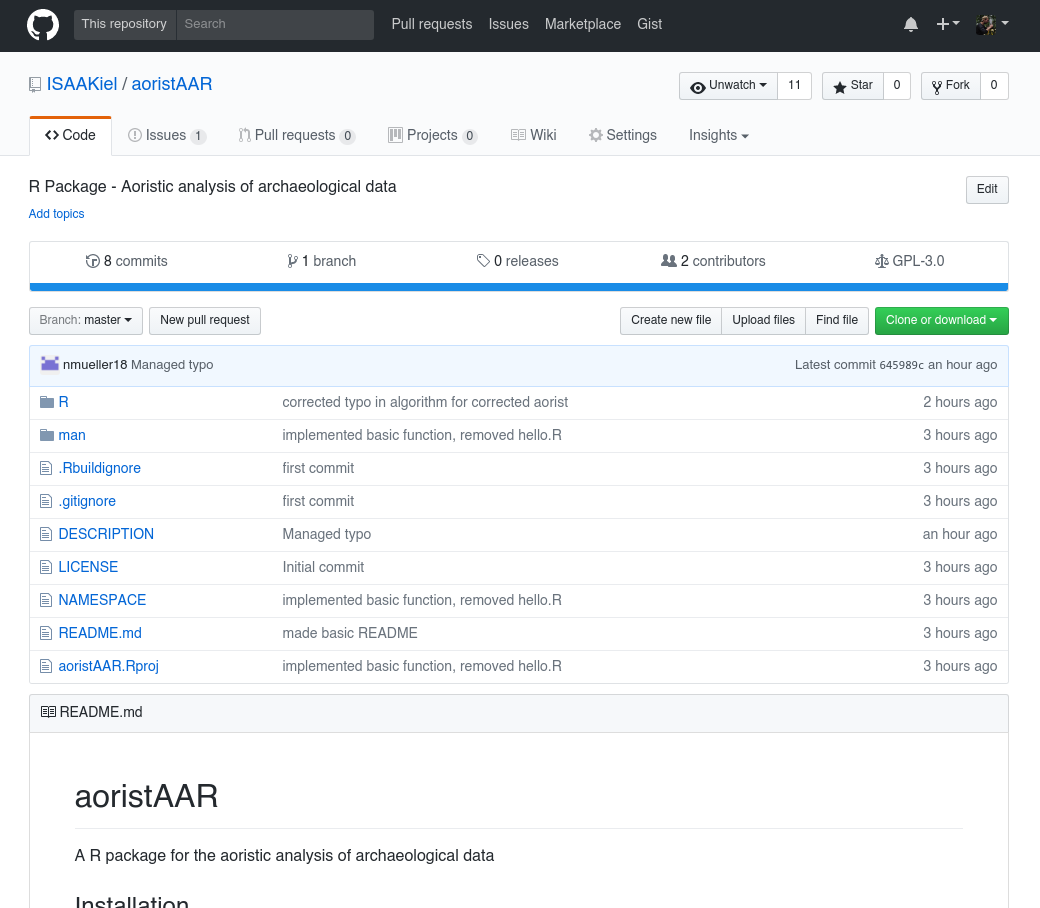 This repository Search Pull requests Issues Marketplace Gist
ISAAKiel / aoristAAR Unwatch 11 Star 0 Fork 0
Code Issues 1 Pull requests 0 Projects 0 Wiki Settings Insights
R Package - Aoristic analysis of archaeological data Edit
Add topics
8 commits 1 branch 0 releases 2 contributors GPL-3.0
Branch: master New pull request Create new file Upload files Find file Clone or download
nmueller18 Managed typo Latest commit 645989c an hour ago
R corrected typo in algorithm for corrected aorist 2 hours ago
man implemented basic function, removed hello.R 3 hours ago
.Rbuildignore first commit 3 hours ago
.gitignore first commit 3 hours ago
DESCRIPTION Managed typo an hour ago
LICENSE Initial commit 3 hours ago
NAMESPACE implemented basic function, removed hello.R 3 hours ago
README.md made basic README 3 hours ago
aoristAAR.Rproj implemented basic function, removed hello.R 3 hours ago
README.md
aoristAAR
A R package for the aoristic analysis of archaeological data
Installation